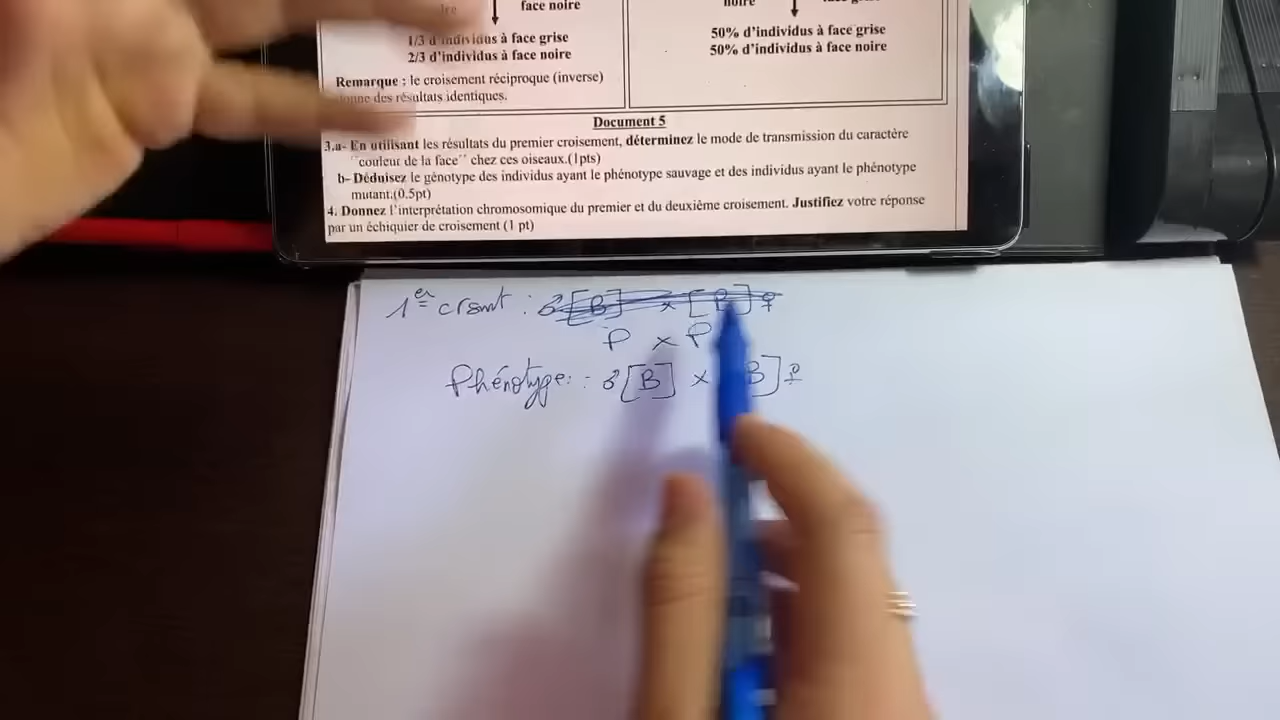 face noire
noire
1/3 d'individus à face grise
2/3 d'individus à face noire
50% d'individus à face grise
50% d'individus à face noire
Remarque : le croisement réciproque (inverse)
donne des résultats identiques.
Document 5
3.a- En utilisant les résultats du premier croisement, déterminez le mode de transmission du caractère
"couleur de la face" chez ces oiseaux.(1pts)
b- Déduisez le génotype des individus ayant le phénotype sauvage et des individus ayant le phénotype
mutant.(0.5pt)
4. Donnez l'interprétation chromosomique du premier et du deuxième croisement. Justifiez votre réponse
par un échiquier de croisement (1 pt)
1er crsmt : ♂[B] x [B]♀
P x P
Phénotype : : ♂[B] x B]♀